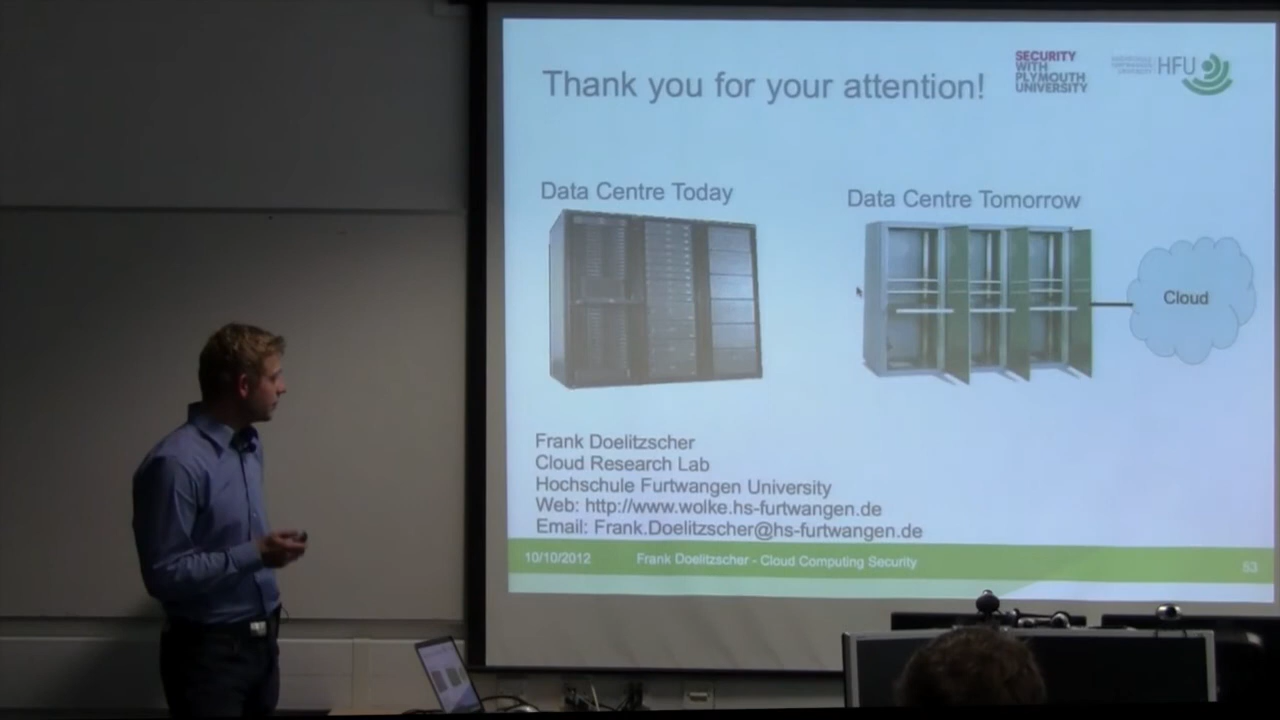 Thank you for your attention!
SECURITY
WITH
PLYMOUTH
UNIVERSITY
HFU
Data Centre Today
Data Centre Tomorrow
Cloud
Frank Doelitzscher
Cloud Research Lab
Hochschule Furtwangen University
Web: http://www.wolke.hs-furtwangen.de
Email: Frank.Doelitzscher@hs-furtwangen.de
10/10/2012
Frank Doelitzscher - Cloud Computing Security
53